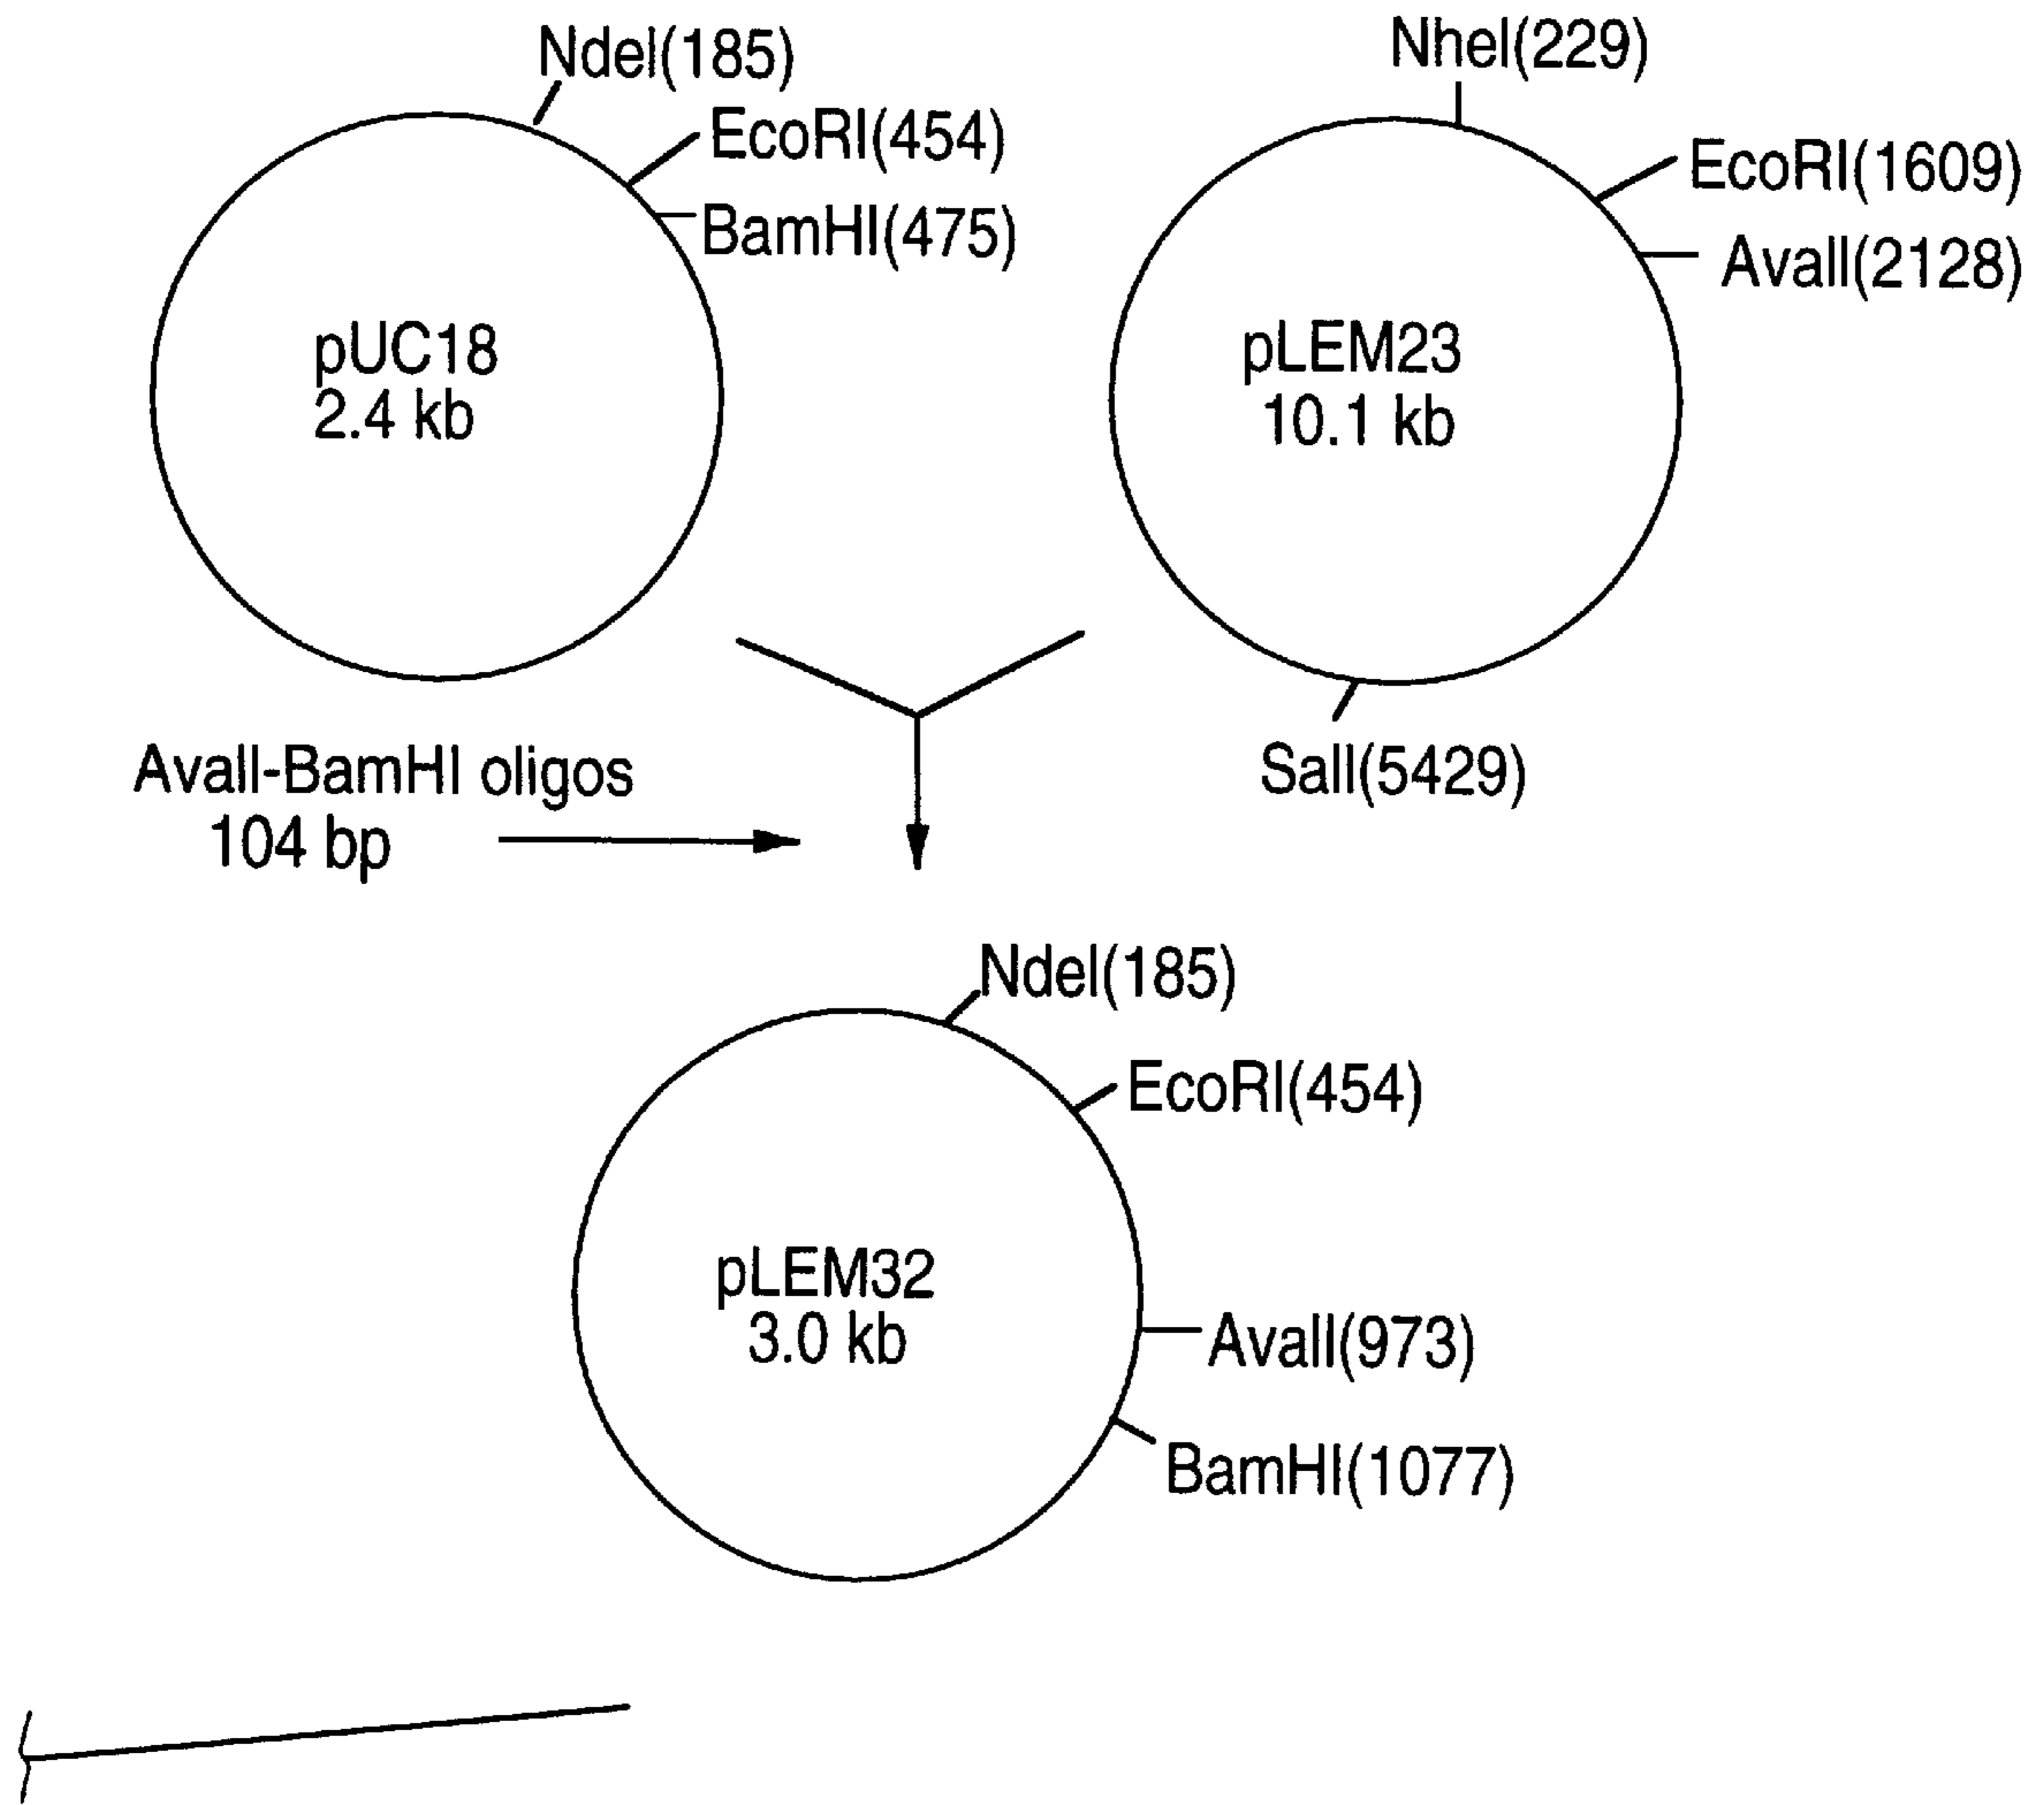 NdeI(185)
EcoRI(454)
BamHI(475)
pUC18
2.4 kb
NheI(229)
EcoRI(1609)
AvaII(2128)
pLEM23
10.1 kb
SalI(5429)
AvaII-BamHI oligos
104 bp
NdeI(185)
EcoRI(454)
pLEM32
3.0 kb
AvaII(973)
BamHI(1077)